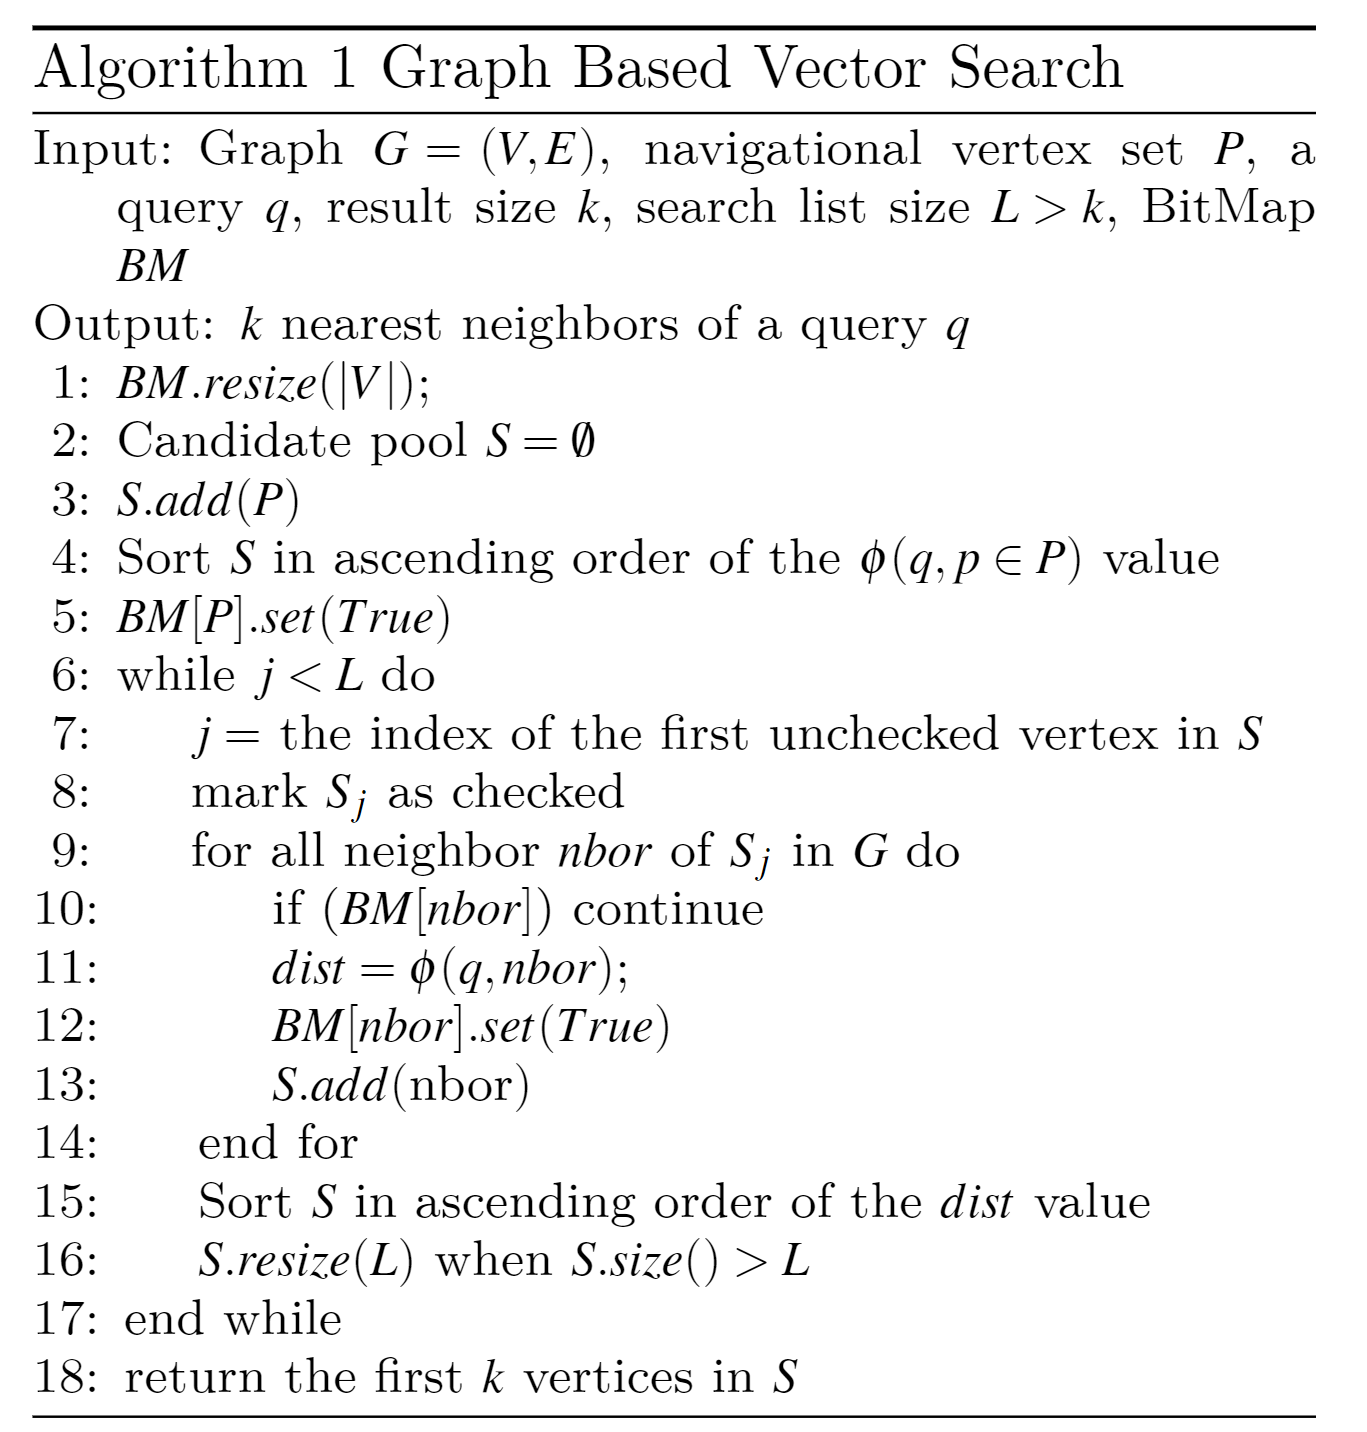 Algorithm 1 Graph Based Vector Search
Input: Graph G = (V,E), navigational vertex set P, a
query q, result size k, search list size L > k, BitMap
BM
Output: k nearest neighbors of a query q
1: BM.resize(|V|);
2: Candidate pool S = ∅
3: S.add(P)
4: Sort S in ascending order of the ϕ(q, p ∈ P) value
5: BM[P].set(True)
6: while j < L do
7: j = the index of the first unchecked vertex in S
8: mark S_j as checked
9: for all neighbor nbor of S_j in G do
10: if (BM[nbor]) continue
11: dist = ϕ(q, nbor);
12: BM[nbor].set(True)
13: S.add(nbor)
14: end for
15: Sort S in ascending order of the dist value
16: S.resize(L) when S.size() > L
17: end while
18: return the first k vertices in S